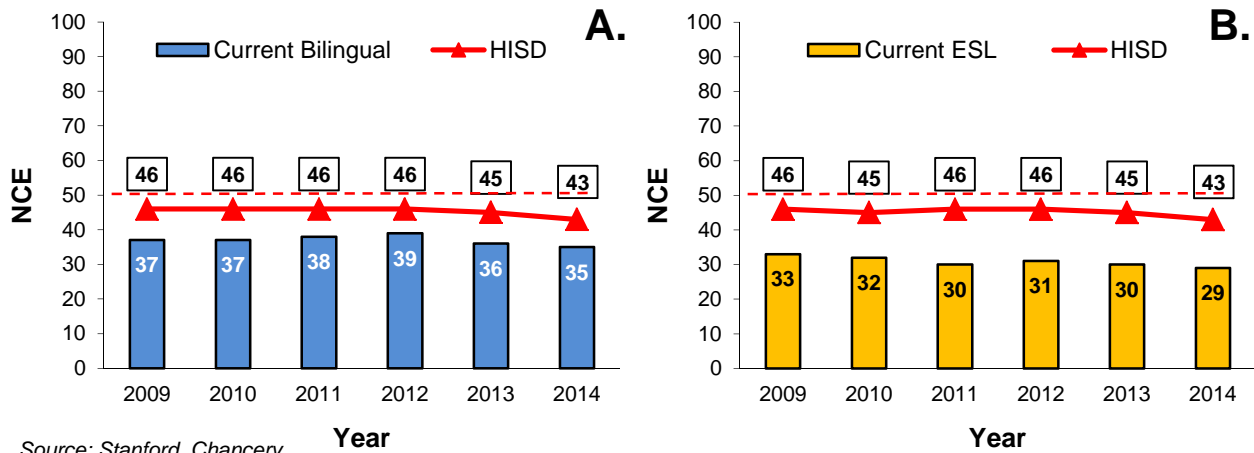 A.
Current Bilingual HISD
100
90
80
70
60
50
40
30
20
10
0
NCE
46 46 46 46 45 43
37 37 38 39 36 35
2009 2010 2011 2012 2013 2014
Year
B.
Current ESL HISD
100
90
80
70
60
50
40
30
20
10
0
NCE
46 45 46 46 45 43
33 32 30 31 30 29
2009 2010 2011 2012 2013 2014
Year
Source: Stanford, Chancery